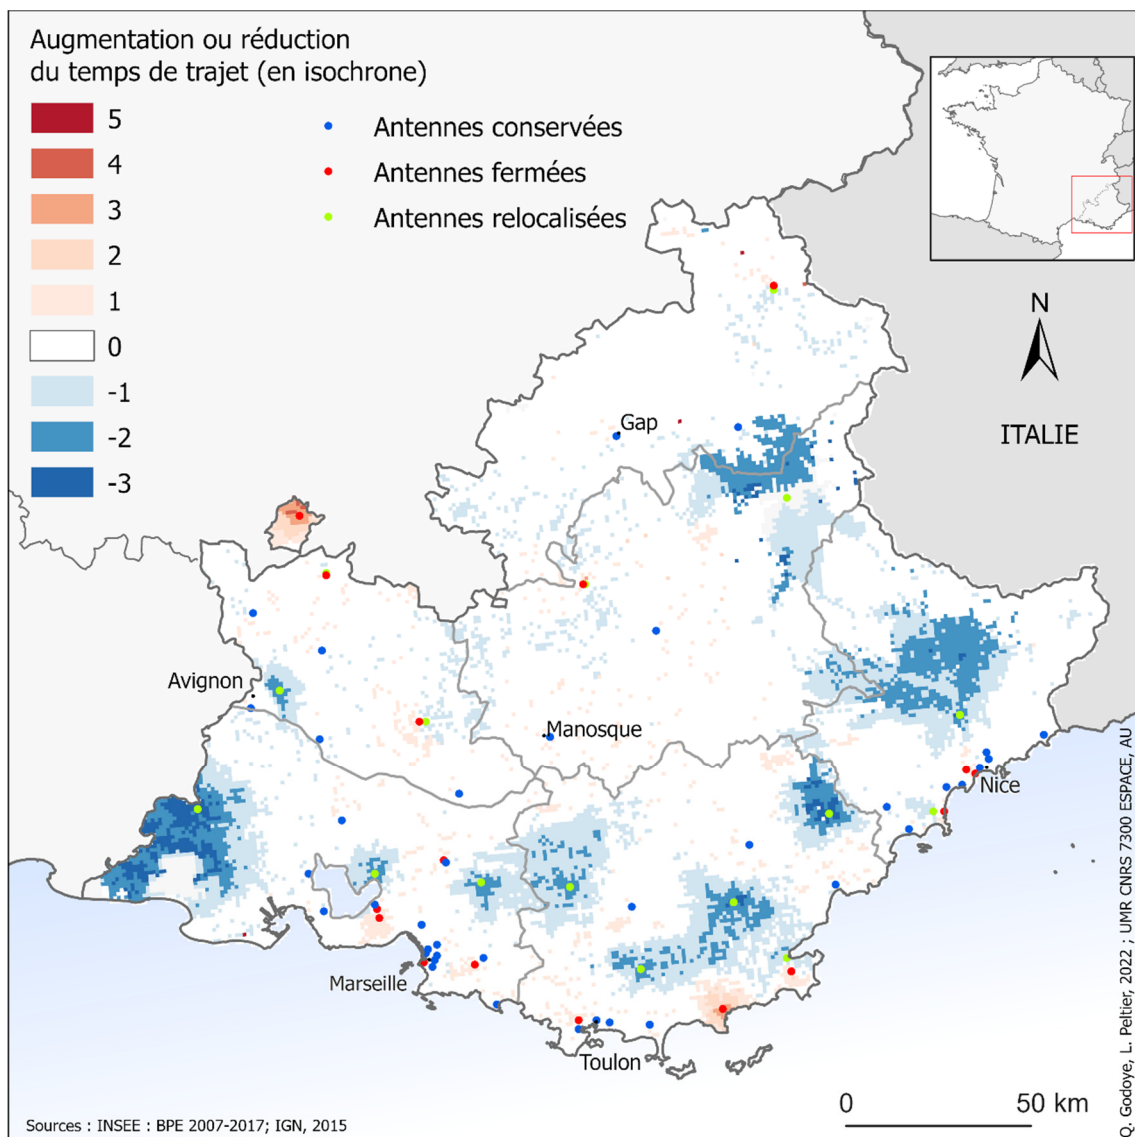 Augmentation ou réduction
du temps de trajet (en isochrone)
5
4
3
2
1
0
-1
-2
-3
Antennes conservées
Antennes fermées
Antennes relocalisées
N
ITALIE
Gap
Avignon
Manosque
Nice
Marseille
Toulon
0 50 km
Sources : INSEE : BPE 2007-2017; IGN, 2015
Q. Godoye, L. Peltier, 2022 ; UMR CNRS 7300 ESPACE, AU